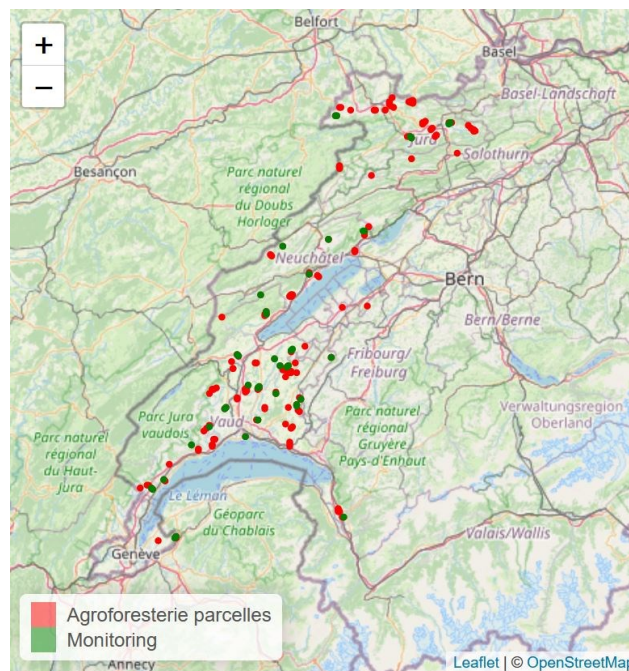 +
−
Belfort
Basel
Basel-Landschaft
Jura
Solothurn
Besançon
Parc naturel
régional
du Doubs
Horloger
Neuchâtel
Bern
Bern/Berne
Fribourg/
Freiburg
Parc Jura
vaudois
Vaud
Parc naturel
régional
Gruyère
Pays-d'Enhaut
Verwaltungsregion
Oberland
Parc naturel
régional
du Haut-
Jura
Le Léman
Géoparc
du Chablais
Genève
Valais/Wallis
Annecy
Agroforesterie parcelles
Monitoring
Leaflet | © OpenStreetMap